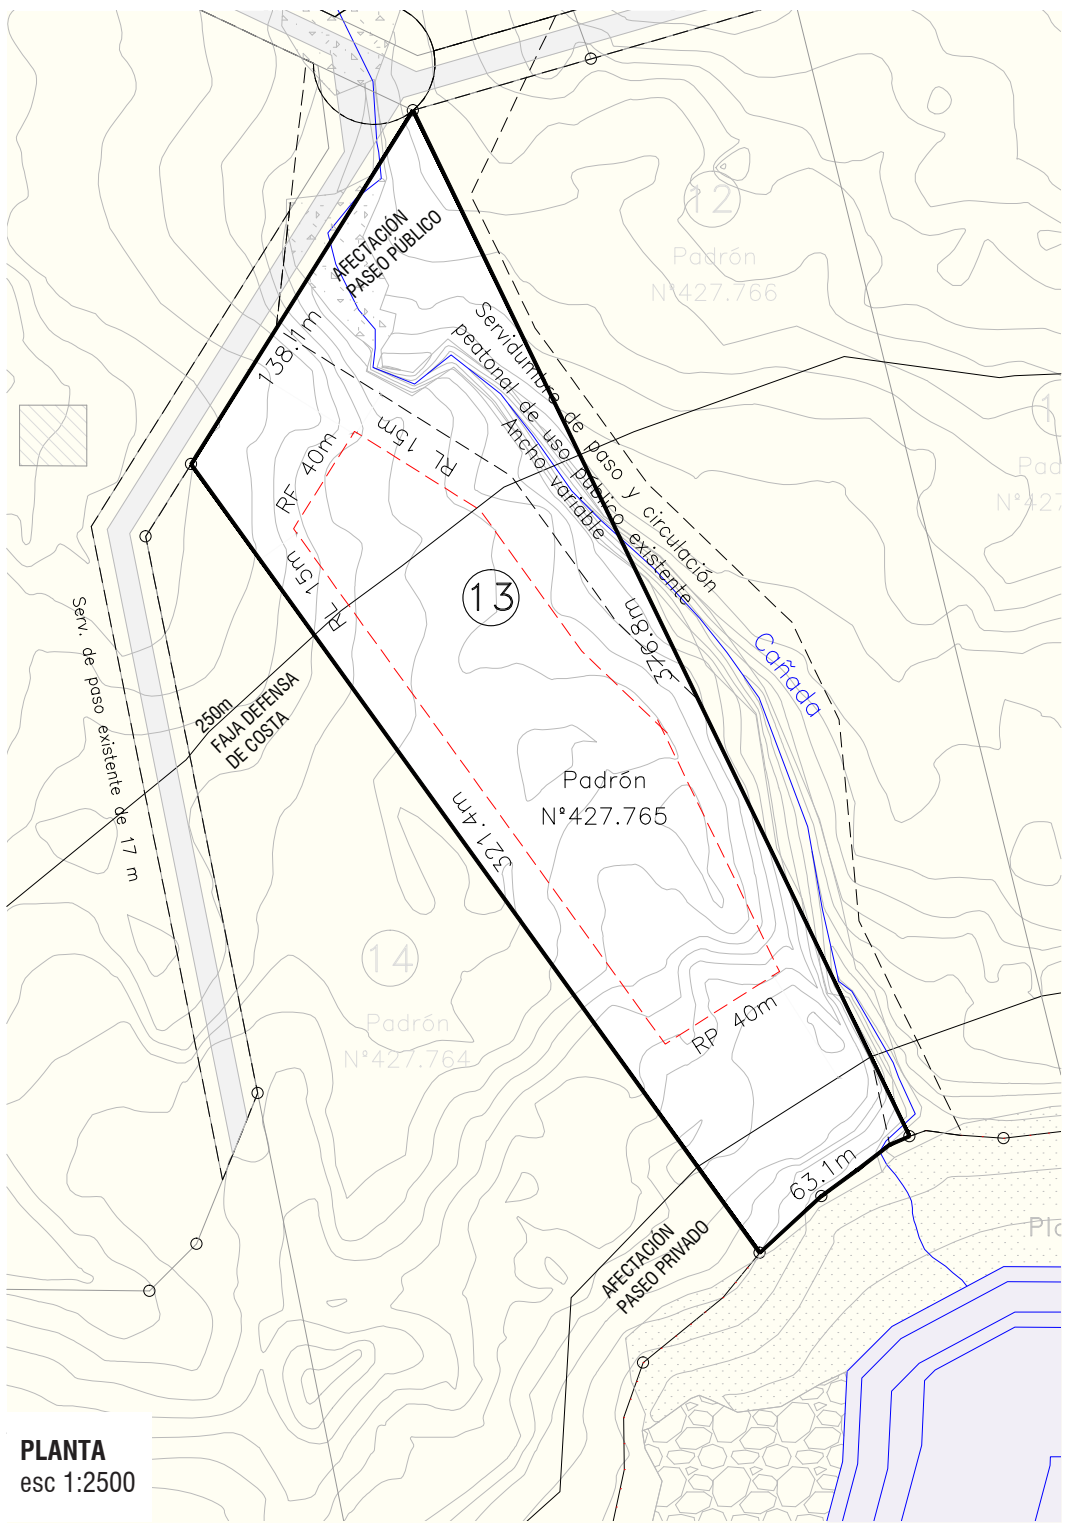 AFECTACIÓN
PASEO PÚBLICO
12
Padrón
N°427.766
138.1m
Servidumbre de paso y circulación
peatonal de uso público existente
Ancho variable
RF 40m
15m
RL
RL 15m
13
376.8m
Cañada
250m
FAJA DEFENSA
DE COSTA
Serv. de paso existente de 17 m
Padrón
N°427.765
321.4m
14
Padrón
N°427.764
RP 40m
63.1m
AFECTACIÓN
PASEO PRIVADO
PLANTA
esc 1:2500